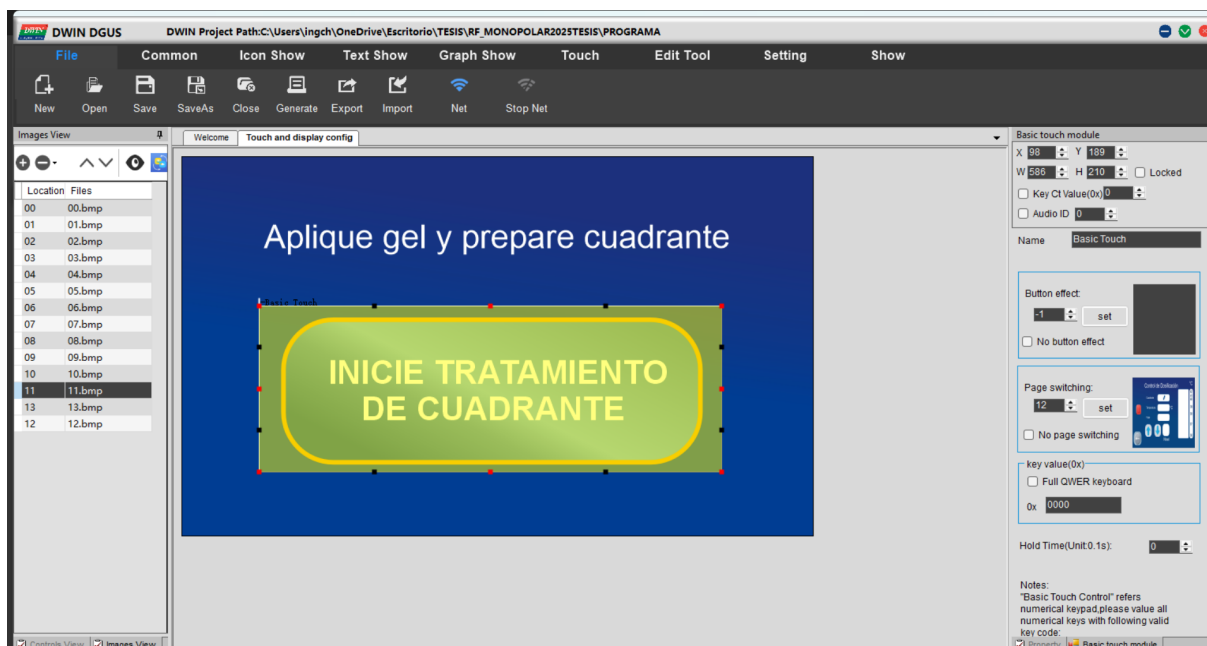 DWIN DGUS DWIN Project Path:C:\Users\ingch\OneDrive\Escritorio\TESIS\RF_MONOPOLAR2025TESIS\PROGRAMA
File Common Icon Show Text Show Graph Show Touch Edit Tool Setting Show
New Open Save SaveAs Close Generate Export Import Net Stop Net
Images View
Welcome Touch and display config
Location Files
00 00.bmp
01 01.bmp
02 02.bmp
03 03.bmp
04 04.bmp
05 05.bmp
06 06.bmp
07 07.bmp
08 08.bmp
09 09.bmp
10 10.bmp
11 11.bmp
13 13.bmp
12 12.bmp
Controls View Images View
Aplique gel y prepare cuadrante
Basic Touch
INICIE TRATAMIENTO
DE CUADRANTE
Basic touch module
X 98 Y 189
W 586 H 210 Locked
Key Ct Value(0x) 0
Audio ID 0
Name Basic Touch
Button effect:
-1 set
No button effect
Page switching:
12 set
No page switching
key value(0x)
Full QWER keyboard
0x 0000
Hold Time(Unit:0.1s): 0
Notes:
"Basic Touch Control" refers
numerical keypad,please value all
numerical keys with following valid
key code:
Property Basic touch module